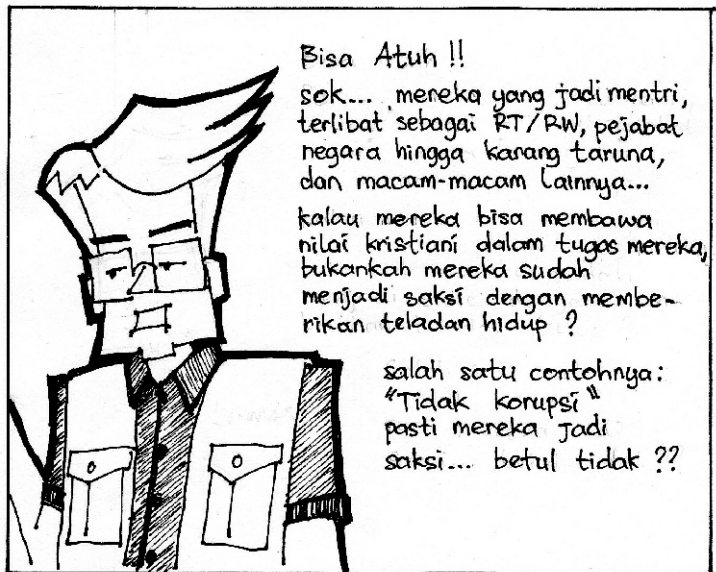 Bisa Atuh !!
sok... mereka yang jadi mentri,
terlibat sebagai RT/RW, pejabat
negara hingga karang taruna,
dan macam-macam lainnya...
kalau mereka bisa membawa
nilai kristiani dalam tugas mereka,
bukankah mereka sudah
menjadi saksi dengan membe-
rikan teladan hidup ?
salah satu contohnya:
"Tidak korupsi"
pasti mereka jadi
saksi... betul tidak ??